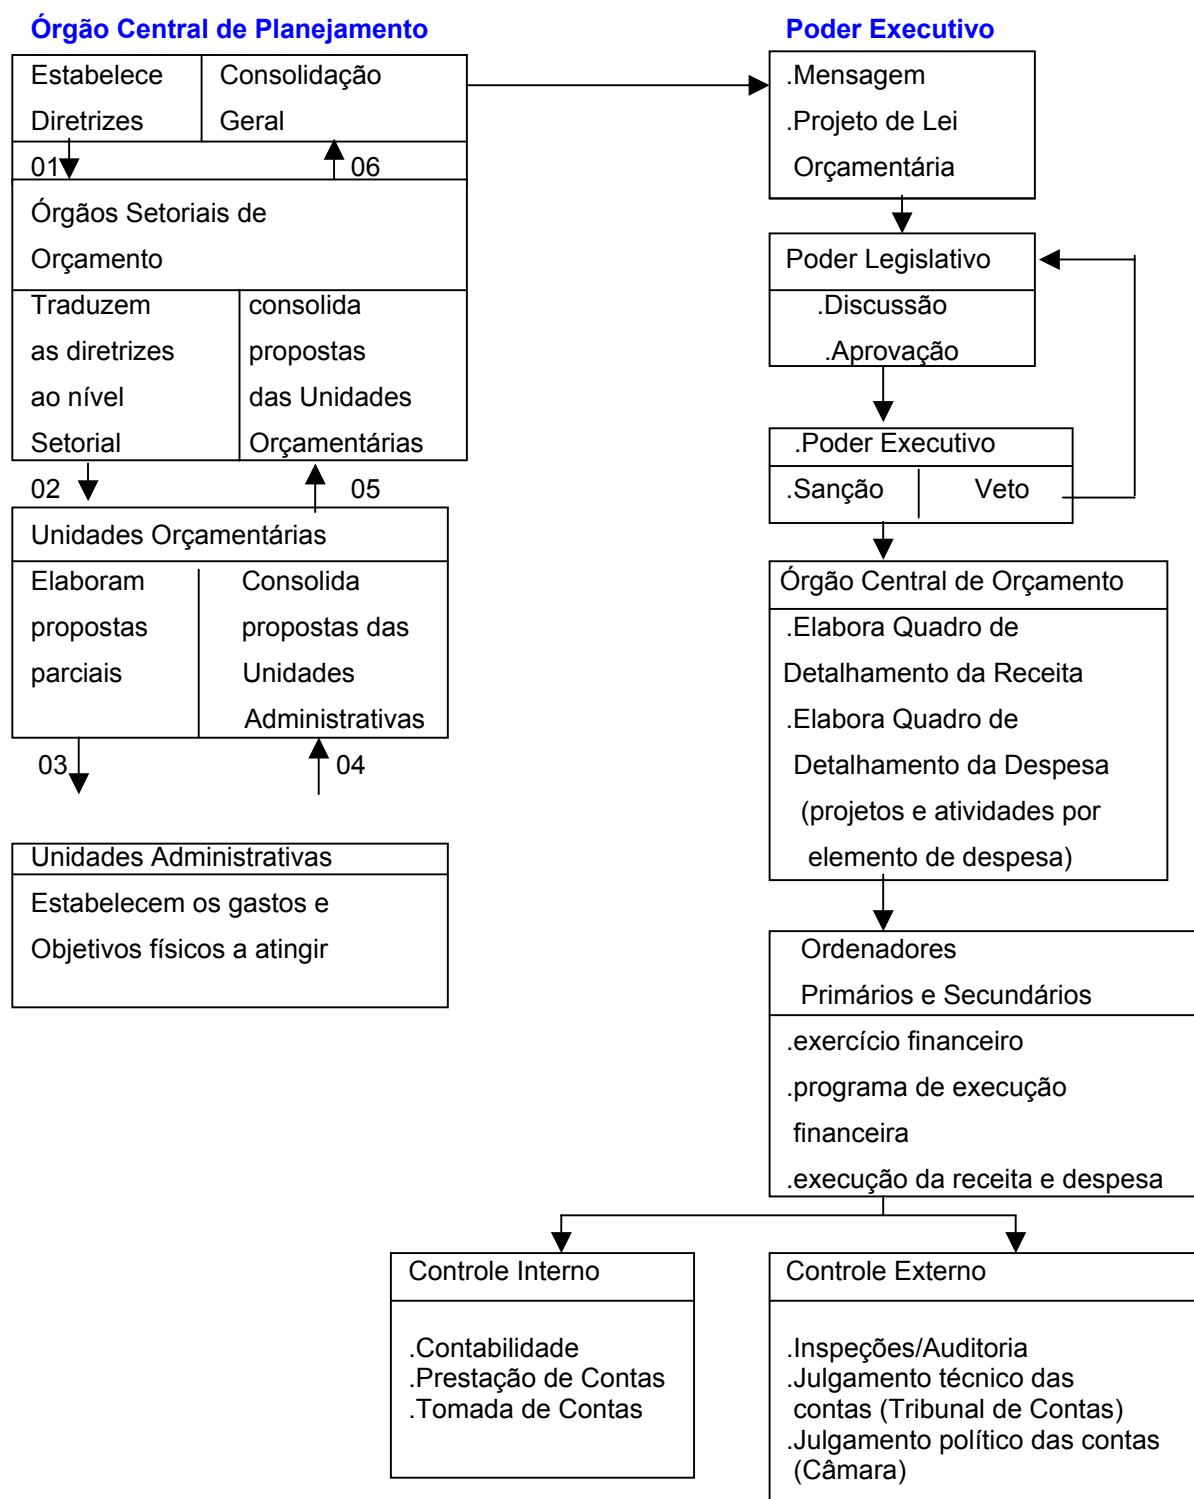 Órgão Central de Planejamento
Estabelece
Diretrizes
Consolidação
Geral
01
06
Órgãos Setoriais de
Orçamento
Traduzem
as diretrizes
ao nível
Setorial
consolida
propostas
das Unidades
Orçamentárias
02
05
Unidades Orçamentárias
Elaboram
propostas
parciais
Consolida
propostas das
Unidades
Administrativas
03
04
Unidades Administrativas
Estabelecem os gastos e
Objetivos físicos a atingir
Poder Executivo
.Mensagem
.Projeto de Lei
Orçamentária
Poder Legislativo
.Discussão
.Aprovação
.Poder Executivo
.Sanção
Veto
Órgão Central de Orçamento
.Elabora Quadro de
Detalhamento da Receita
.Elabora Quadro de
Detalhamento da Despesa
(projetos e atividades por
elemento de despesa)
Ordenadores
Primários e Secundários
.exercício financeiro
.programa de execução
financeira
.execução da receita e despesa
Controle Interno
.Contabilidade
.Prestação de Contas
.Tomada de Contas
Controle Externo
.Inspeções/Auditoria
.Julgamento técnico das
contas (Tribunal de Contas)
.Julgamento político das contas
(Câmara)